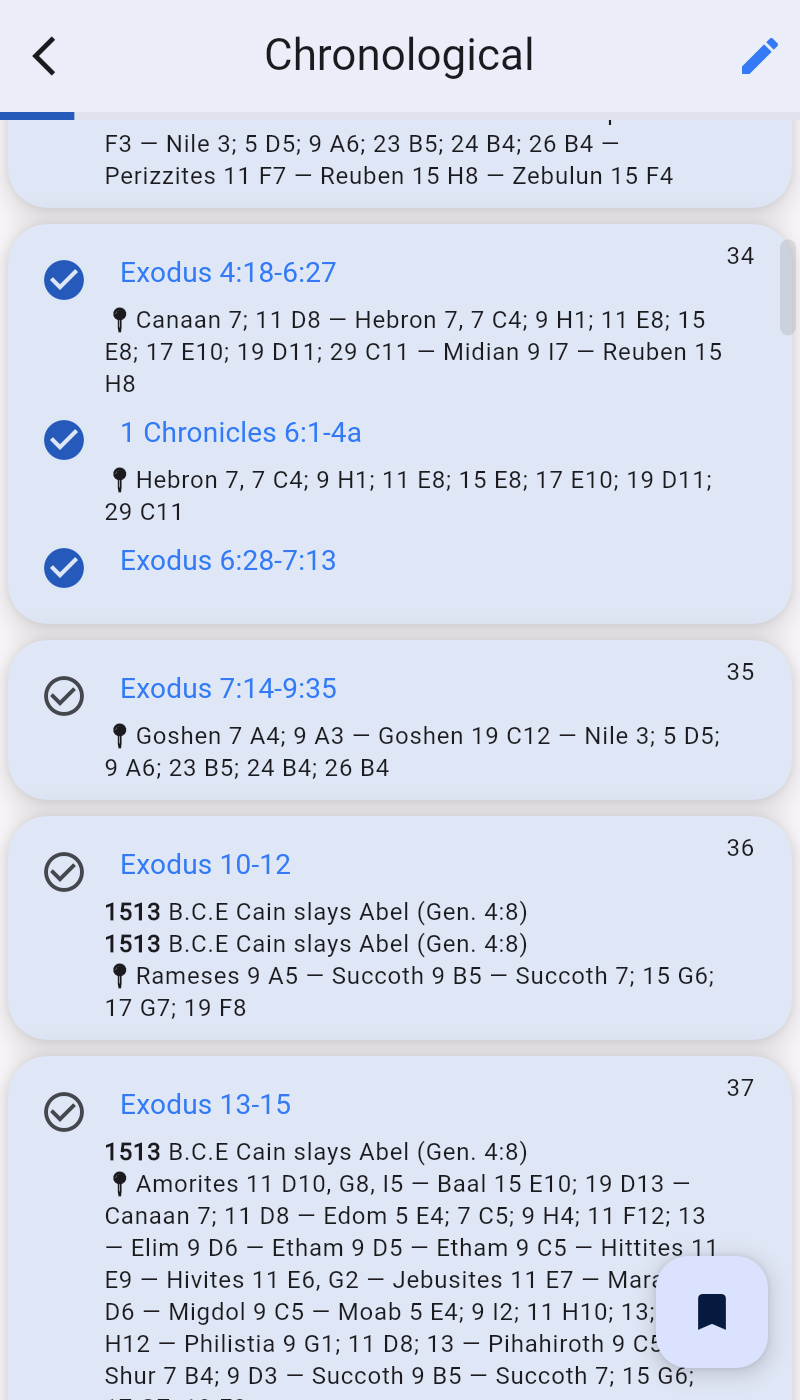 Chronological
F3 — Nile 3; 5 D5; 9 A6; 23 B5; 24 B4; 26 B4 —
Perizzites 11 F7 — Reuben 15 H8 — Zebulun 15 F4
34
Exodus 4:18-6:27
Canaan 7; 11 D8 — Hebron 7, 7 C4; 9 H1; 11 E8; 15
E8; 17 E10; 19 D11; 29 C11 — Midian 9 I7 — Reuben 15
H8
1 Chronicles 6:1-4a
Hebron 7, 7 C4; 9 H1; 11 E8; 15 E8; 17 E10; 19 D11;
29 C11
Exodus 6:28-7:13
35
Exodus 7:14-9:35
Goshen 7 A4; 9 A3 — Goshen 19 C12 — Nile 3; 5 D5;
9 A6; 23 B5; 24 B4; 26 B4
36
Exodus 10-12
1513 B.C.E Cain slays Abel (Gen. 4:8)
1513 B.C.E Cain slays Abel (Gen. 4:8)
Rameses 9 A5 — Succoth 9 B5 — Succoth 7; 15 G6;
17 G7; 19 F8
37
Exodus 13-15
1513 B.C.E Cain slays Abel (Gen. 4:8)
Amorites 11 D10, G8, I5 — Baal 15 E10; 19 D13 —
Canaan 7; 11 D8 — Edom 5 E4; 7 C5; 9 H4; 11 F12; 13
— Elim 9 D6 — Etham 9 D5 — Etham 9 C5 — Hittites 11
E9 — Hivites 11 E6, G2 — Jebusites 11 E7 —
D6 — Migdol 9 C5 — Moab 5 E4; 9 I2; 11 H10; 13;
H12 — Philistia 9 G1; 11 D8; 13 — Pihahiroth 9 C5
Shur 7 B4; 9 D3 — Succoth 9 B5 — Succoth 7; 15 G6;